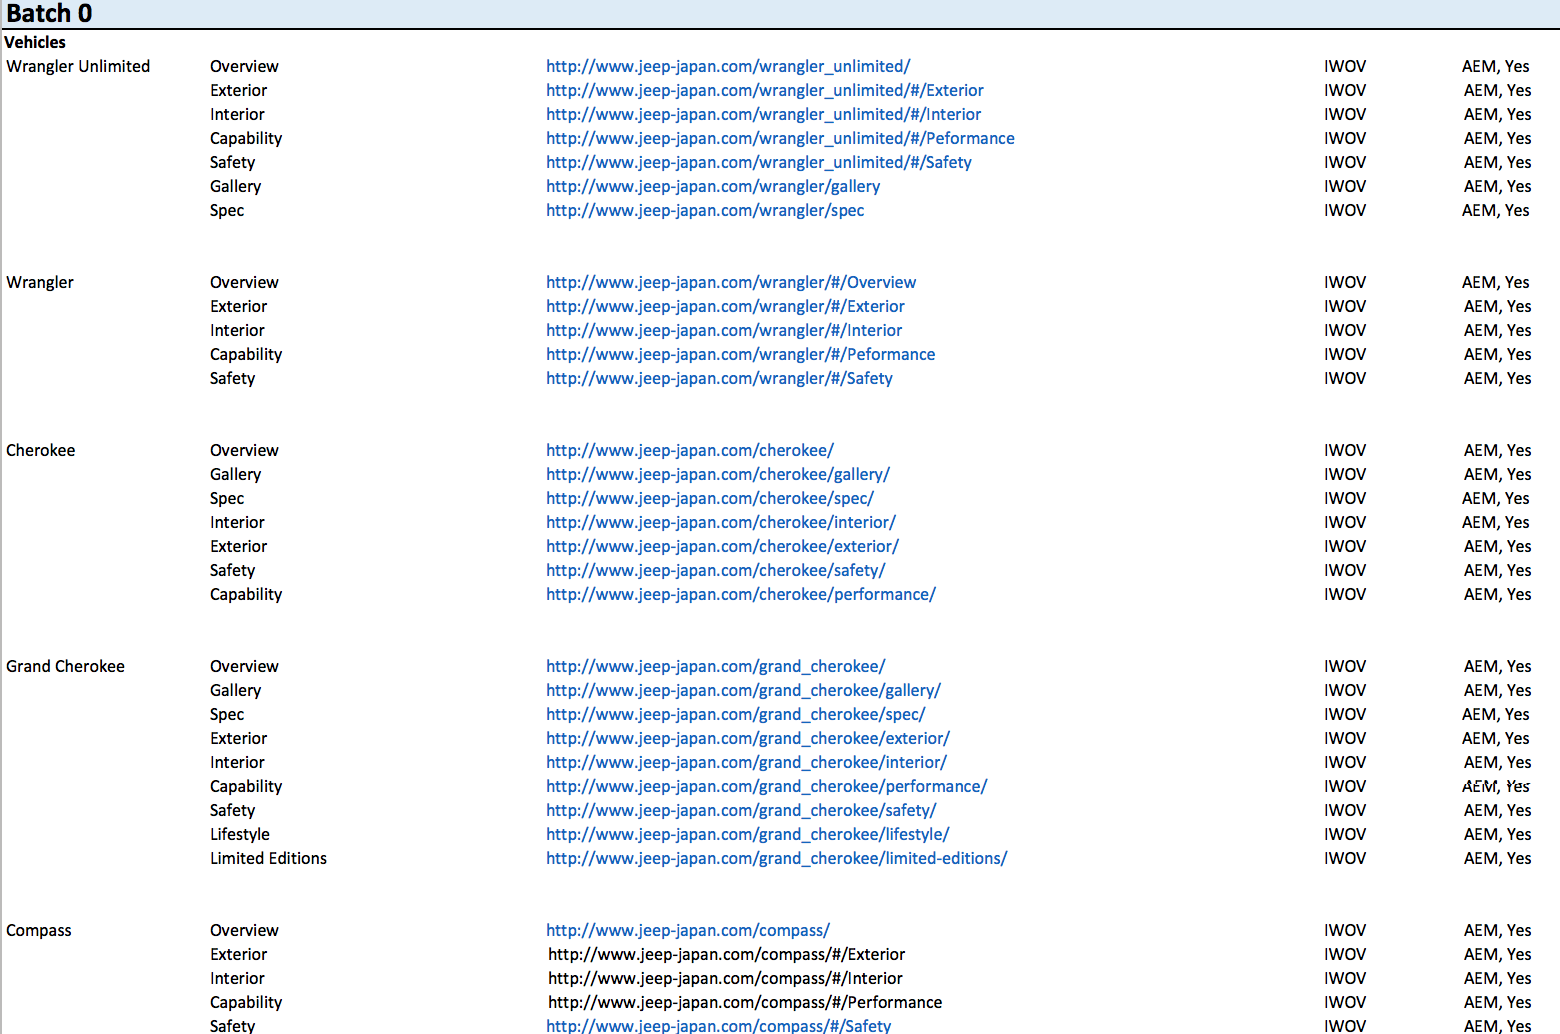 Batch 0
Vehicles
Wrangler Unlimited Overview http://www.jeep-japan.com/wrangler_unlimited/ IWOV AEM, Yes
Exterior http://www.jeep-japan.com/wrangler_unlimited/#/Exterior IWOV AEM, Yes
Interior http://www.jeep-japan.com/wrangler_unlimited/#/Interior IWOV AEM, Yes
Capability http://www.jeep-japan.com/wrangler_unlimited/#/Peformance IWOV AEM, Yes
Safety http://www.jeep-japan.com/wrangler_unlimited/#/Safety IWOV AEM, Yes
Gallery http://www.jeep-japan.com/wrangler/gallery IWOV AEM, Yes
Spec http://www.jeep-japan.com/wrangler/spec IWOV AEM, Yes
Wrangler Overview http://www.jeep-japan.com/wrangler/#/Overview IWOV AEM, Yes
Exterior http://www.jeep-japan.com/wrangler/#/Exterior IWOV AEM, Yes
Interior http://www.jeep-japan.com/wrangler/#/Interior IWOV AEM, Yes
Capability http://www.jeep-japan.com/wrangler/#/Peformance IWOV AEM, Yes
Safety http://www.jeep-japan.com/wrangler/#/Safety IWOV AEM, Yes
Cherokee Overview http://www.jeep-japan.com/cherokee/ IWOV AEM, Yes
Gallery http://www.jeep-japan.com/cherokee/gallery/ IWOV AEM, Yes
Spec http://www.jeep-japan.com/cherokee/spec/ IWOV AEM, Yes
Interior http://www.jeep-japan.com/cherokee/interior/ IWOV AEM, Yes
Exterior http://www.jeep-japan.com/cherokee/exterior/ IWOV AEM, Yes
Safety http://www.jeep-japan.com/cherokee/safety/ IWOV AEM, Yes
Capability http://www.jeep-japan.com/cherokee/performance/ IWOV AEM, Yes
Grand Cherokee Overview http://www.jeep-japan.com/grand_cherokee/ IWOV AEM, Yes
Gallery http://www.jeep-japan.com/grand_cherokee/gallery/ IWOV AEM, Yes
Spec http://www.jeep-japan.com/grand_cherokee/spec/ IWOV AEM, Yes
Exterior http://www.jeep-japan.com/grand_cherokee/exterior/ IWOV AEM, Yes
Interior http://www.jeep-japan.com/grand_cherokee/interior/ IWOV AEM, Yes
Capability http://www.jeep-japan.com/grand_cherokee/performance/ IWOV AEM, Yes
Safety http://www.jeep-japan.com/grand_cherokee/safety/ IWOV AEM, Yes
Lifestyle http://www.jeep-japan.com/grand_cherokee/lifestyle/ IWOV AEM, Yes
Limited Editions http://www.jeep-japan.com/grand_cherokee/limited-editions/ IWOV AEM, Yes
Compass Overview http://www.jeep-japan.com/compass/ IWOV AEM, Yes
Exterior http://www.jeep-japan.com/compass/#/Exterior IWOV AEM, Yes
Interior http://www.jeep-japan.com/compass/#/Interior IWOV AEM, Yes
Capability http://www.jeep-japan.com/compass/#/Performance IWOV AEM, Yes
Safety http://www.jeep-japan.com/compass/#/Safety IWOV AEM, Yes